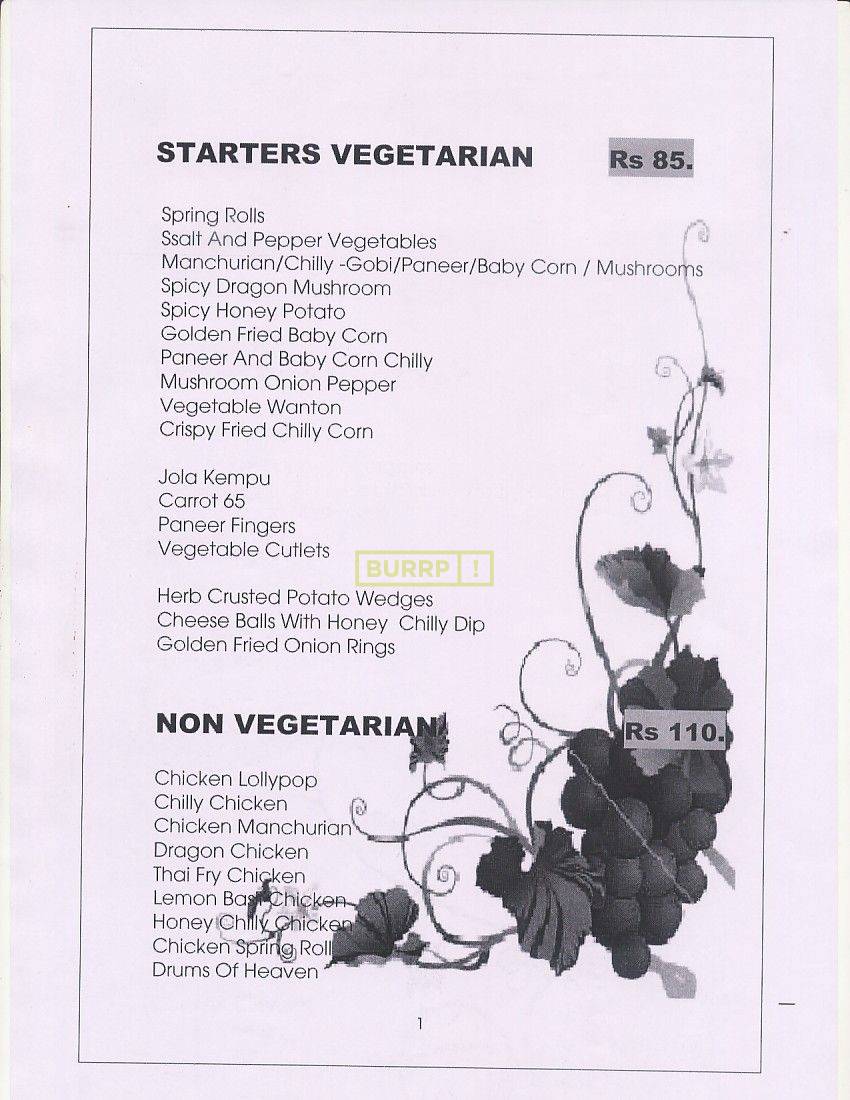 STARTERS VEGETARIAN Rs 85.
Spring Rolls
Ssalt And Pepper Vegetables
Manchurian/Chilly -Gobi/Paneer/Baby Corn / Mushrooms
Spicy Dragon Mushroom
Spicy Honey Potato
Golden Fried Baby Corn
Paneer And Baby Corn Chilly
Mushroom Onion Pepper
Vegetable Wanton
Crispy Fried Chilly Corn
Jola Kempu
Carrot 65
Paneer Fingers
Vegetable Cutlets
BURRP !
Herb Crusted Potato Wedges
Cheese Balls With Honey Chilly Dip
Golden Fried Onion Rings
NON VEGETARIAN Rs 110.
Chicken Lollypop
Chilly Chicken
Chicken Manchurian
Dragon Chicken
Thai Fry Chicken
Lemon Basil Chicken
Honey Chilly Chicken
Chicken Spring Roll
Drums Of Heaven
1